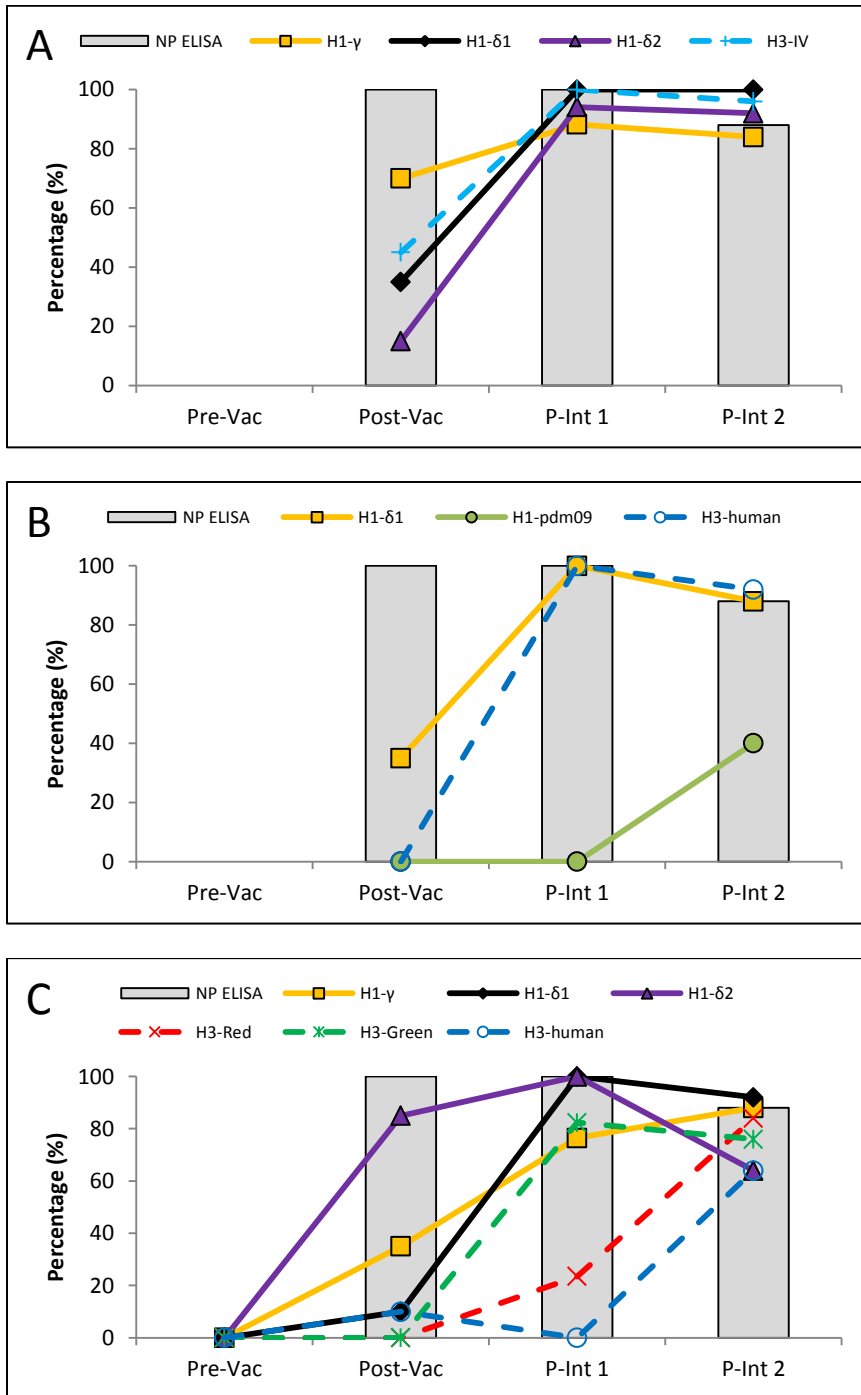 A
NP ELISA H1-γ H1-δ1 H1-δ2 H3-IV
100
80
60
40
20
0
Percentage (%)
Pre-Vac Post-Vac P-Int 1 P-Int 2
B
NP ELISA H1-δ1 H1-pdm09 H3-human
100
80
60
40
20
0
Percentage (%)
Pre-Vac Post-Vac P-Int 1 P-Int 2
C
NP ELISA H1-γ H1-δ1 H1-δ2
H3-Red H3-Green H3-human
100
80
60
40
20
0
Percentage (%)
Pre-Vac Post-Vac P-Int 1 P-Int 2